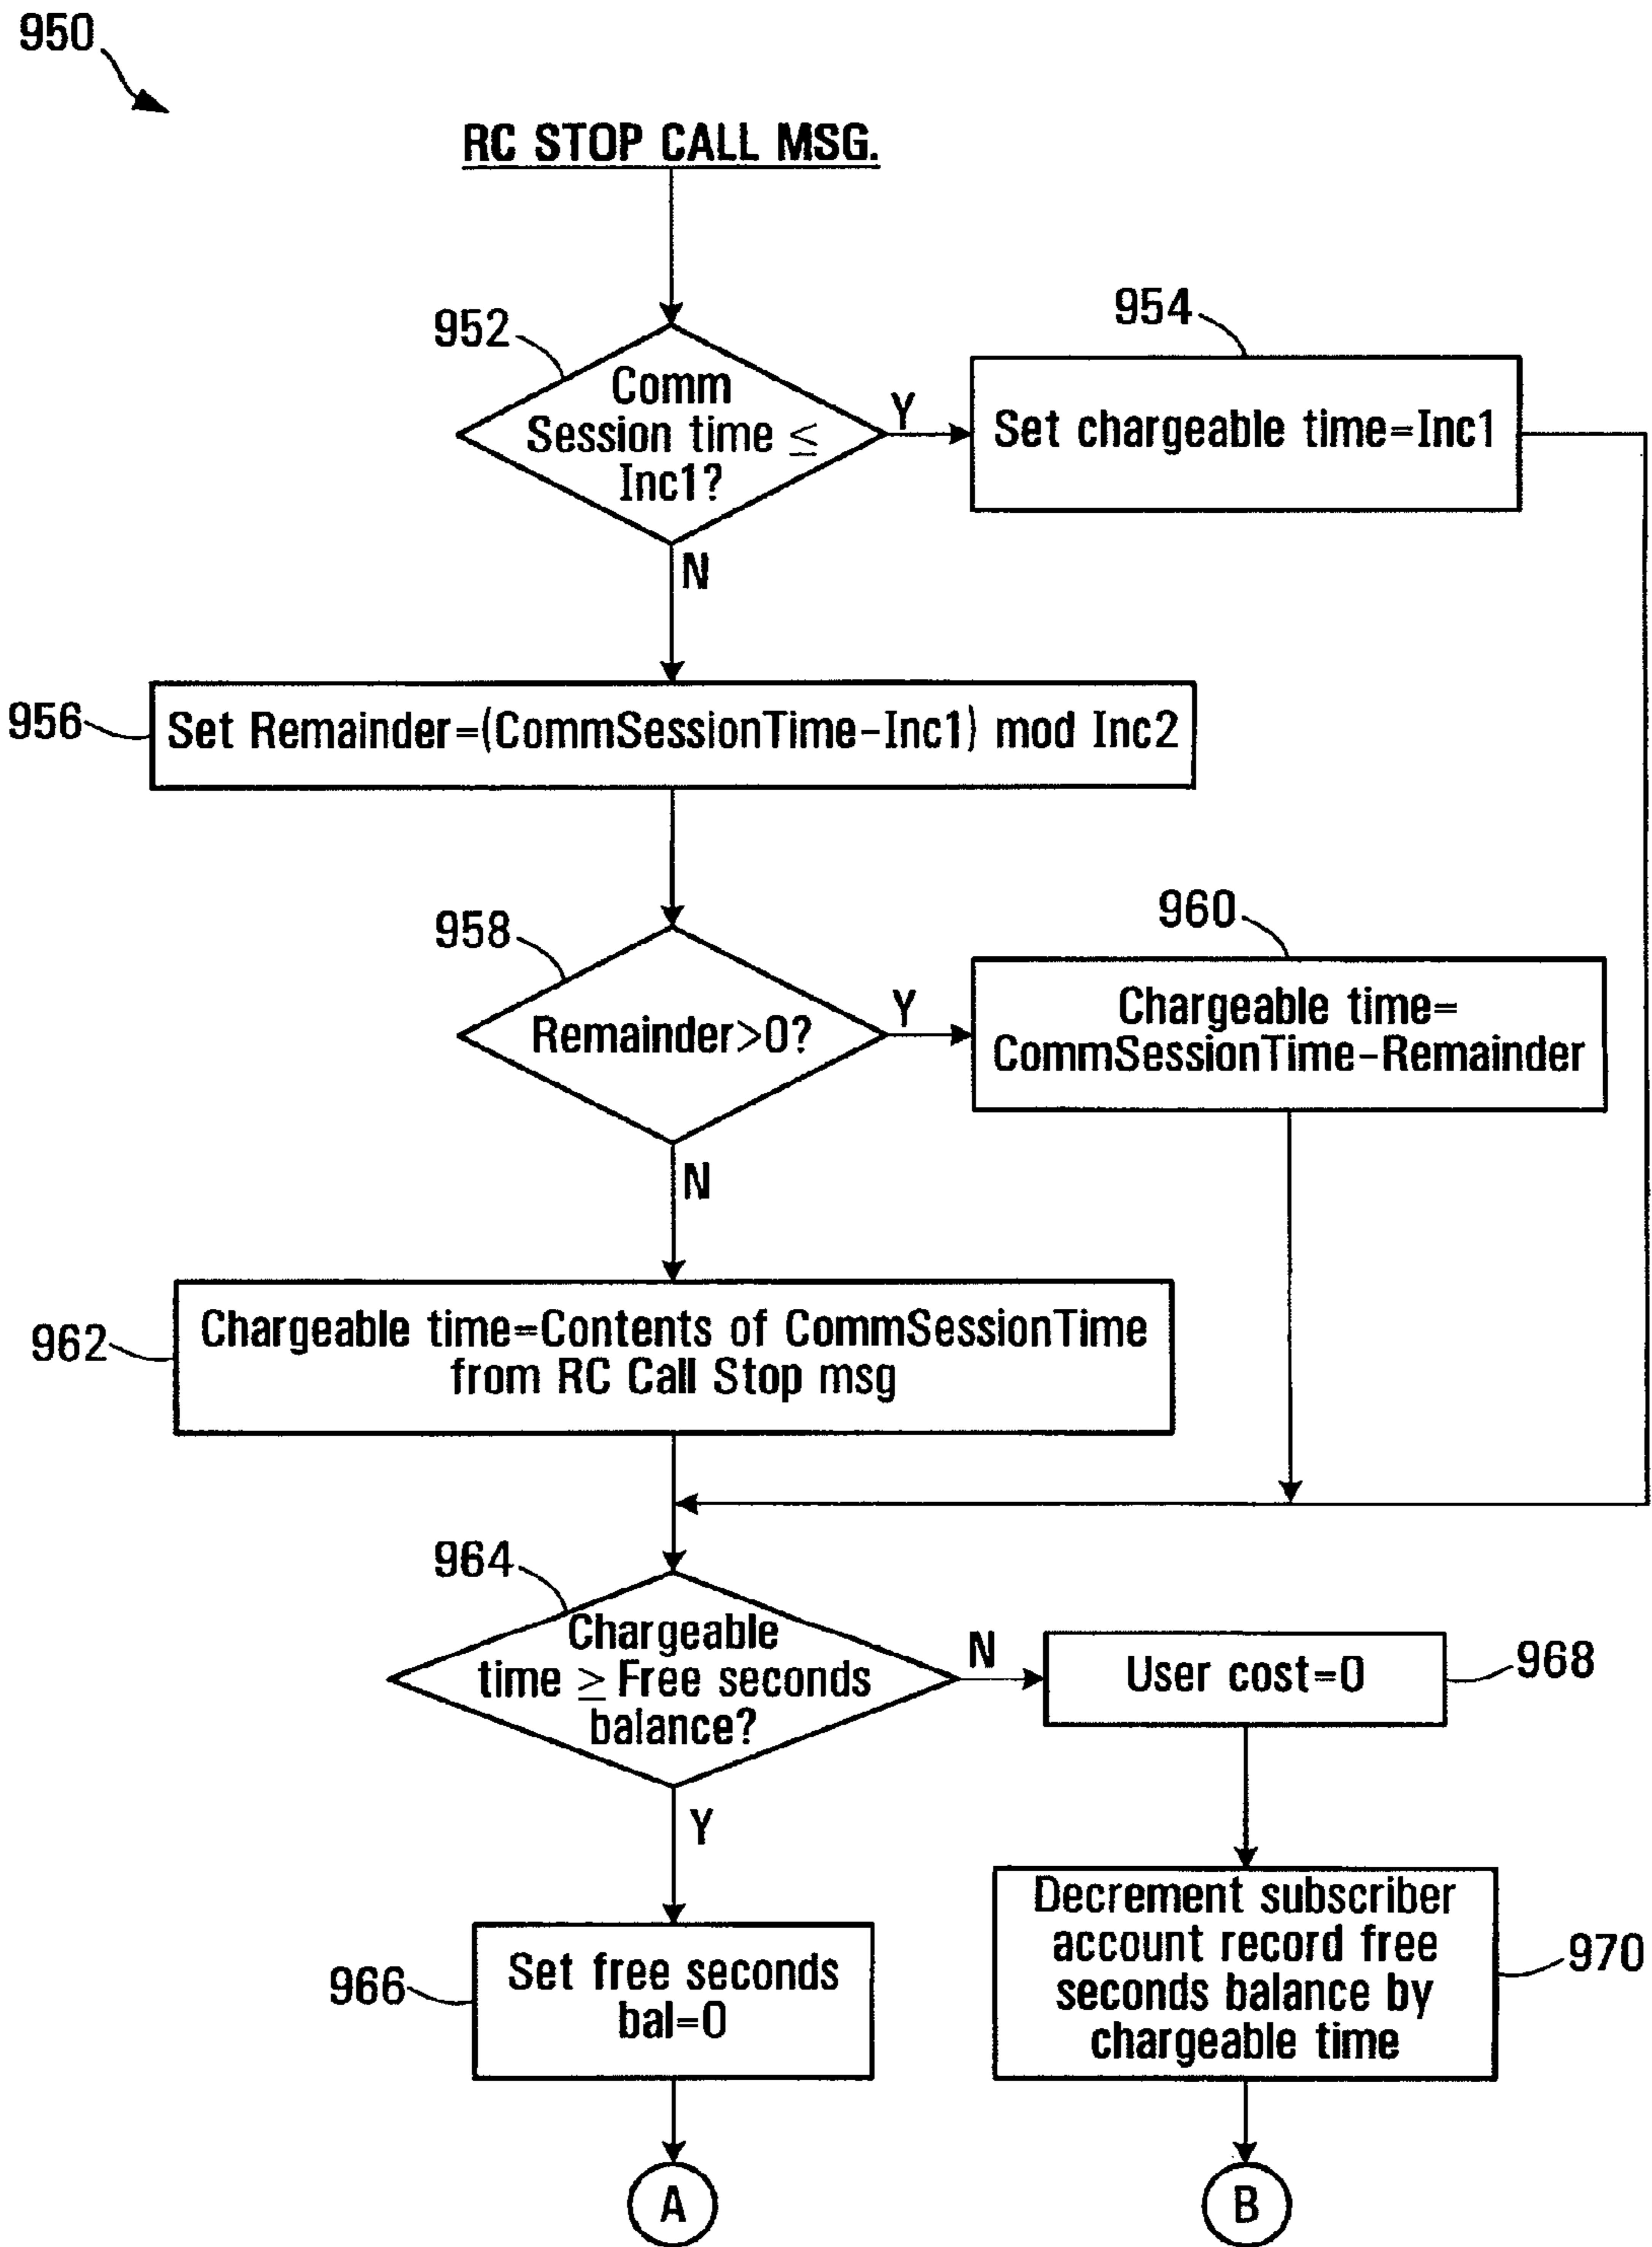 950
RC STOP CALL MSG.
952
Comm
Session time ≤
Inc1?
Y
954
Set chargeable time=Inc1
N
956
Set Remainder=(CommSessionTime-Inc1) mod Inc2
958
Remainder>0?
Y
960
Chargeable time=
CommSessionTime-Remainder
N
962
Chargeable time=Contents of CommSessionTime
from RC Call Stop msg
964
Chargeable
time ≥ Free seconds
balance?
N
User cost=0
968
Y
966
Set free seconds
bal=0
Decrement subscriber
account record free
seconds balance by
chargeable time
970
A
B